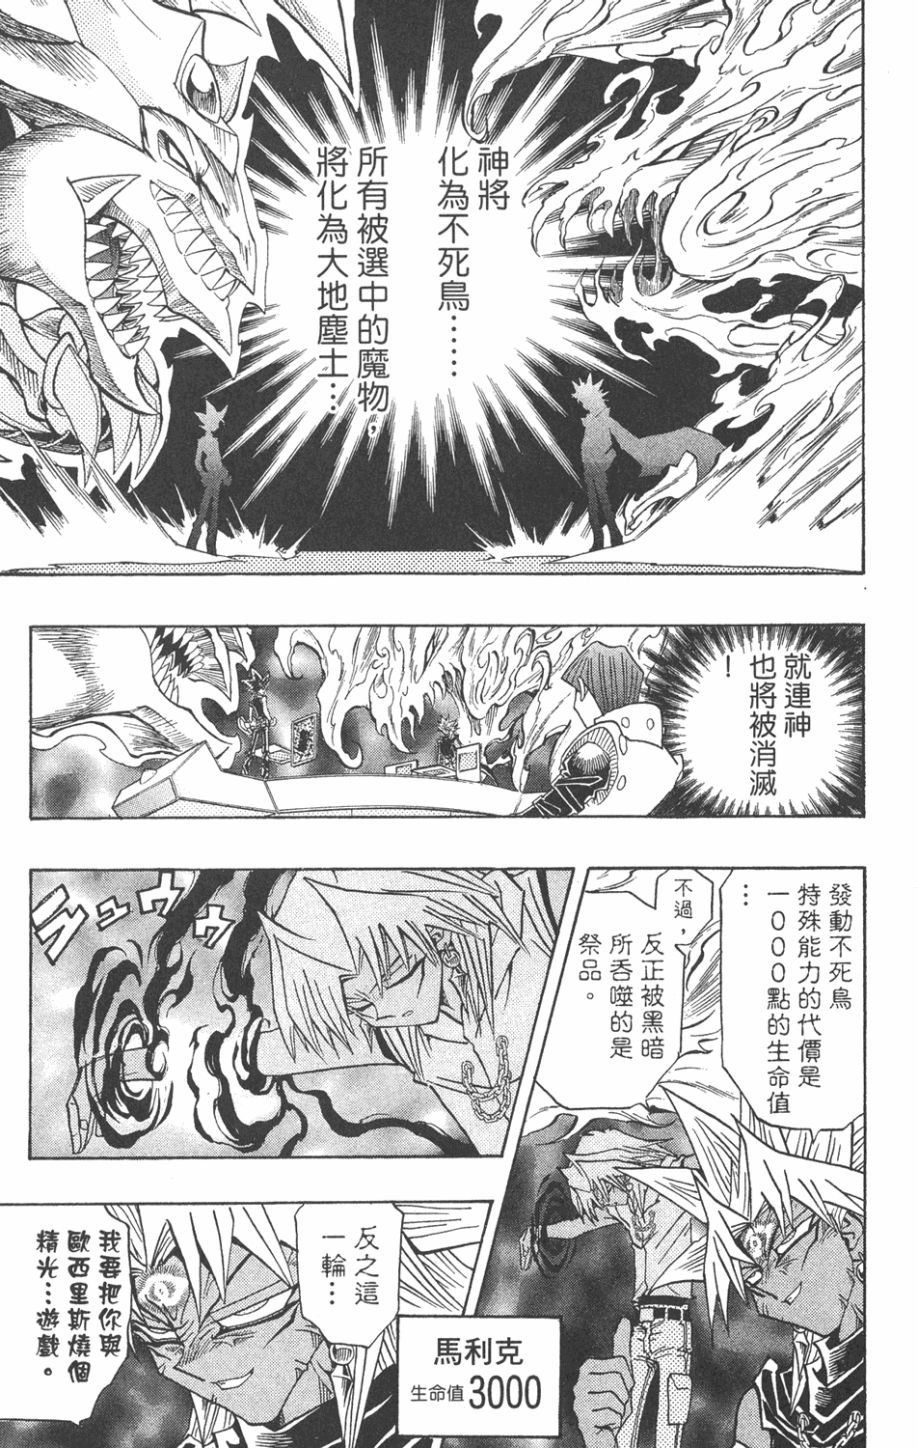 神將
化為不死鳥……
所有被選中的魔物，
將化為大地塵土…
就連神
也將被消滅
！
發動不死鳥
特殊能力的代價是
一000點的生命值
…
不過，
反正被黑暗
所吞噬的是
祭品。
ラュウゥ
反之這
一輪…
我要把你與
歐西里斯燒個
精光…遊戲。
馬利克
生命值3000